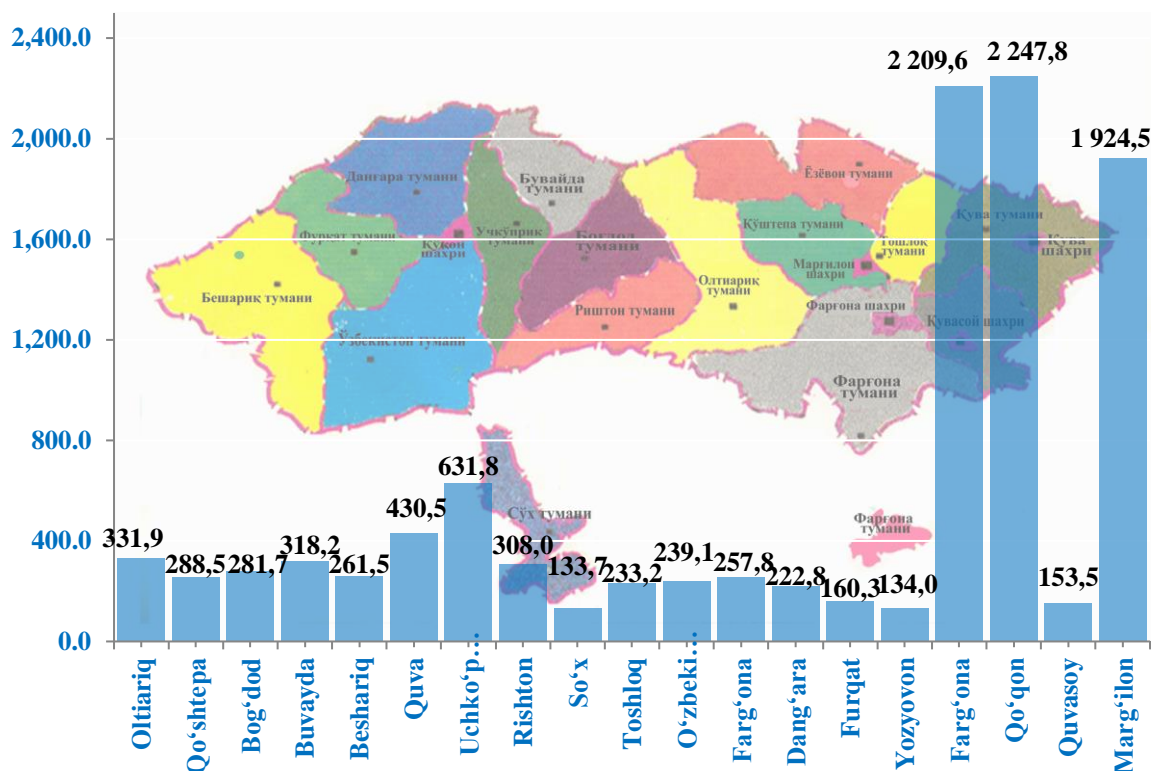 2,400.0
2,000.0
1,600.0
1,200.0
800.0
400.0
0.0
331,9
288,5
281,7
318,2
261,5
430,5
631,8
308,0
133,7
233,2
239,1
257,8
222,8
160,3
134,0
2 209,6
2 247,8
153,5
1 924,5
Данғара тумани
Бувайда
тумани
Ёзёвон тумани
Фурқат тумани
Қўқон
шаҳри
Учкўприк
тумани
Боғдод
тумани
Қўштепа
тумани
Тошлоқ
тумани
Қува тумани
Қува
шаҳри
Марғилон
шаҳри
Бешариқ тумани
Олтиариқ
тумани
Риштон тумани
Фарғона шаҳри
Қувасой шаҳри
Ўзбекистон тумани
Фарғона
тумани
Сўх тумани
Фарғона
тумани
Oltiariq
Qo‘shtepa
Bog‘dod
Buvayda
Beshariq
Quva
Uchko‘p…
Rishton
So‘x
Toshloq
O‘zbeki…
Farg‘ona
Dang‘ara
Furqat
Yozyovon
Farg‘ona
Qo‘qon
Quvasoy
Marg‘ilon